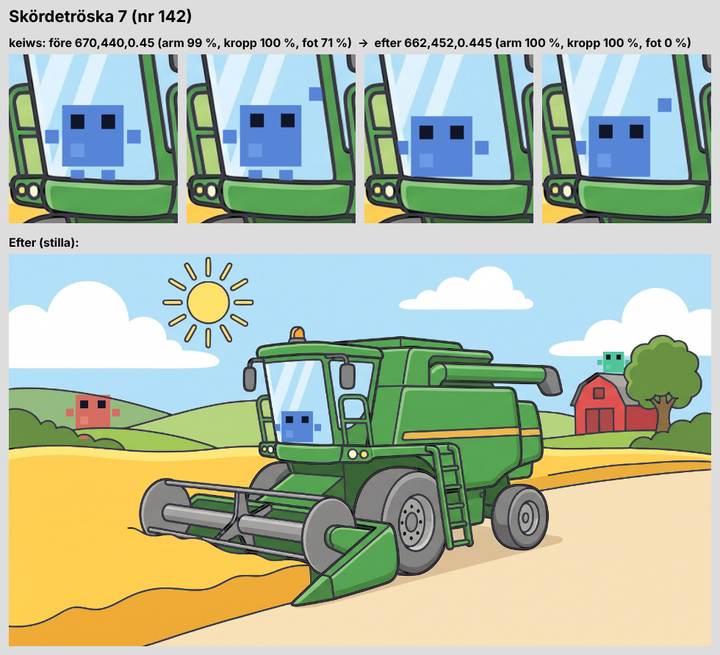 Skördetröska 7 (nr 142)
keiws: före 670,440,0.45 (arm 99 %, kropp 100 %, fot 71 %) → efter 662,452,0.445 (arm 100 %, kropp 100 %, fot 0 %)
Efter (stilla):